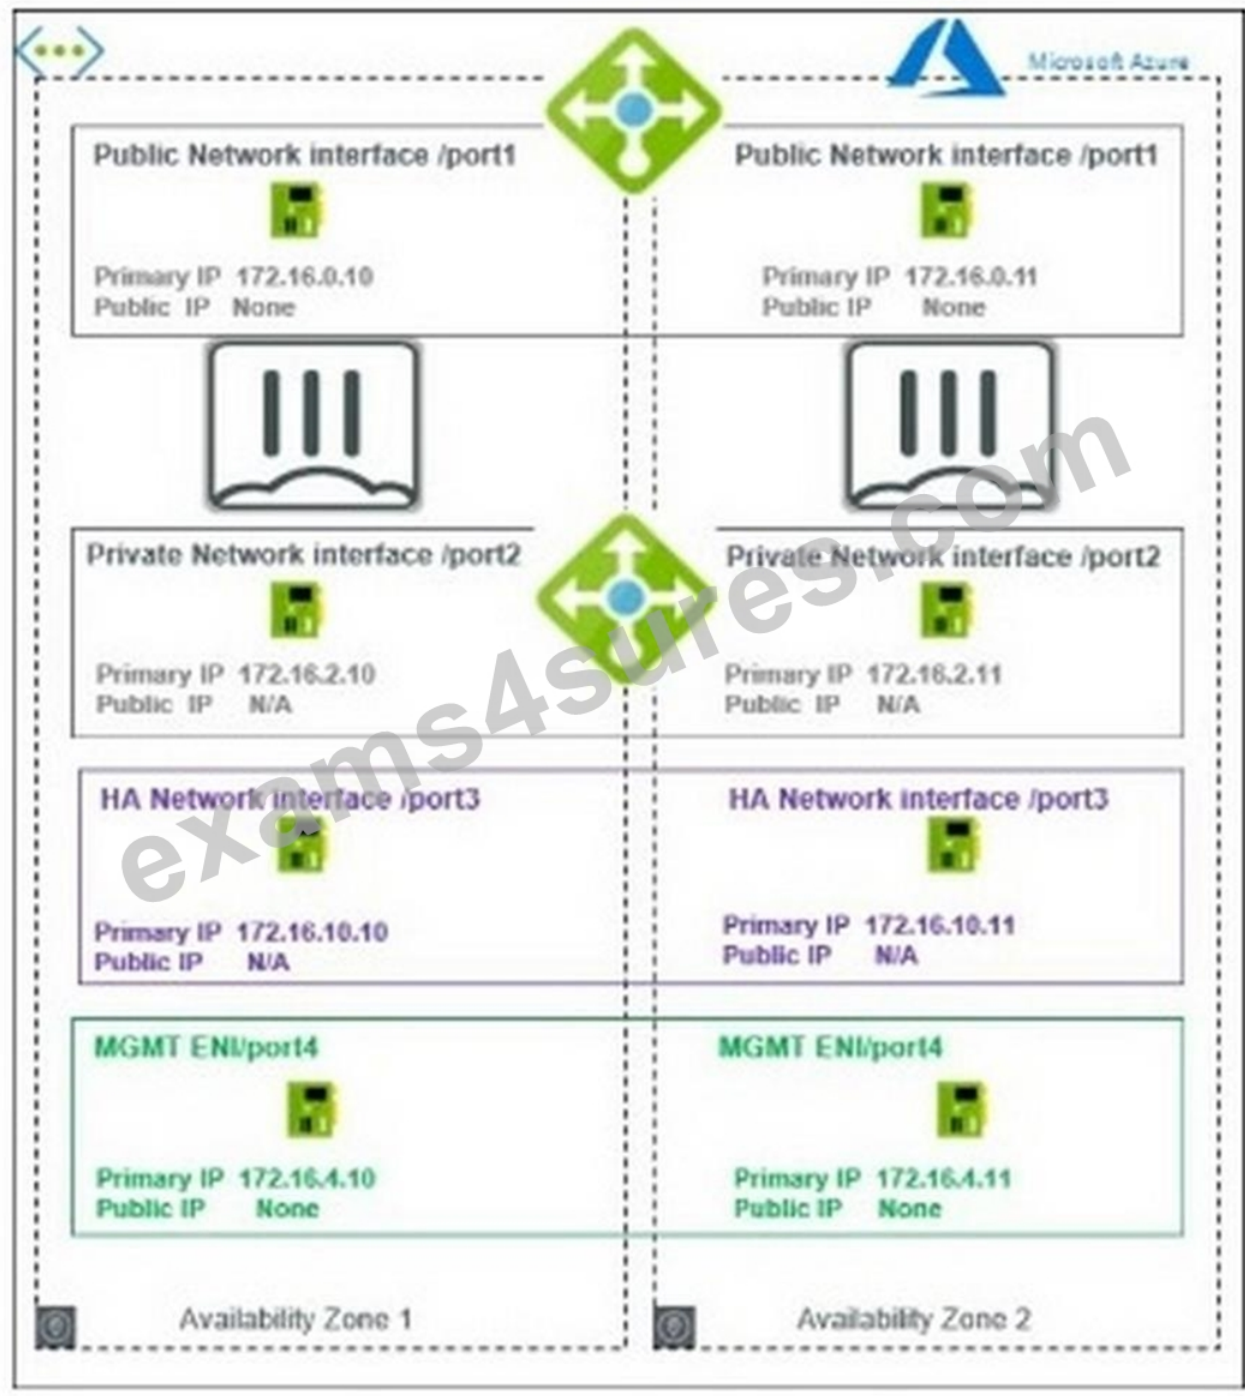 Microsoft Azure
Public Network interface /port1
Public Network interface /port1
Primary IP 172.16.0.10
Public IP None
Primary IP 172.16.0.11
Public IP None
Private Network interface /port2
Private Network interface /port2
Primary IP 172.16.2.10
Public IP N/A
Primary IP 172.16.2.11
Public IP N/A
HA Network interface /port3
HA Network interface /port3
Primary IP 172.16.10.10
Public IP N/A
Primary IP 172.16.10.11
Public IP N/A
MGMT ENI/port4
MGMT ENI/port4
Primary IP 172.16.4.10
Public IP None
Primary IP 172.16.4.11
Public IP None
Availability Zone 1
Availability Zone 2
exams4sures.com